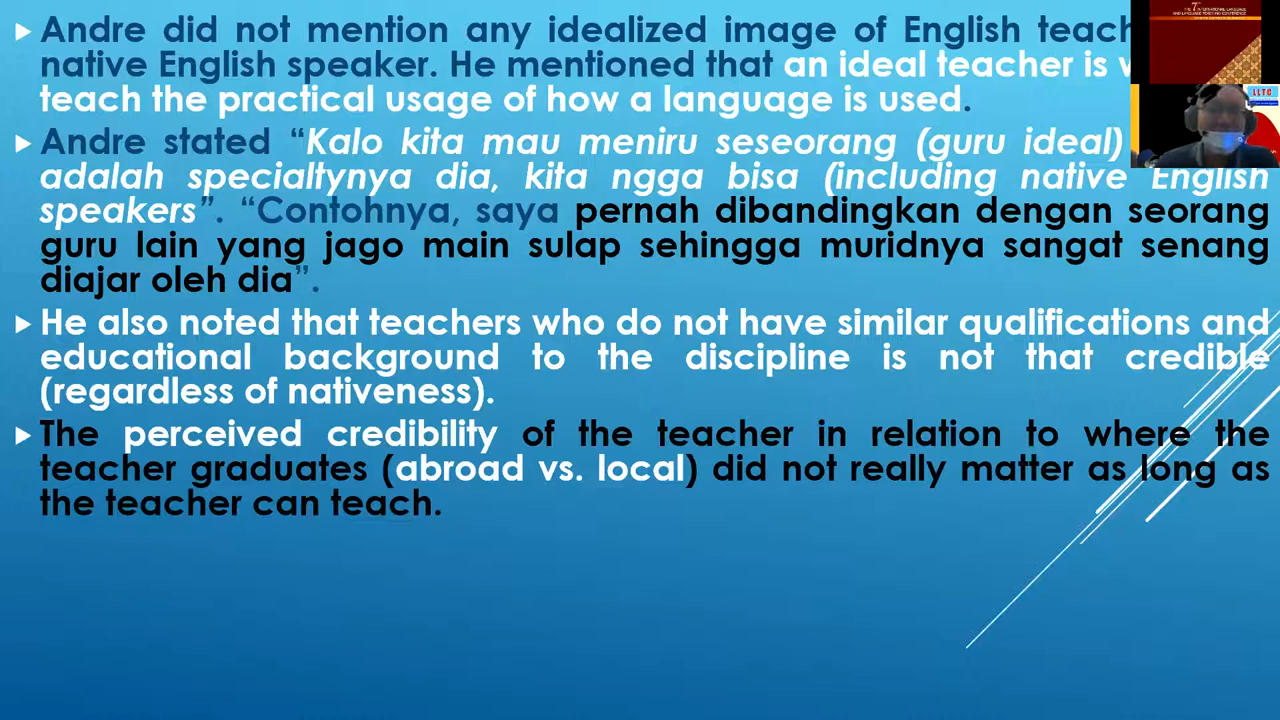 Andre did not mention any idealized image of English
native English speaker. He mentioned that an ideal teacher is
teach the practical usage of how a language is used.
Andre stated “Kalo kita mau meniru seseorang (guru ideal)
adalah specialtynya dia, kita ngga bisa (including native English
speakers”. “Contohnya, saya pernah dibandingkan dengan seorang
guru lain yang jago main sulap sehingga muridnya sangat senang
diajar oleh dia”.
He also noted that teachers who do not have similar qualifications and
educational background to the discipline is not that credible
(regardless of nativeness).
The perceived credibility of the teacher in relation to where the
teacher graduates (abroad vs. local) did not really matter as long as
the teacher can teach.
LLTC